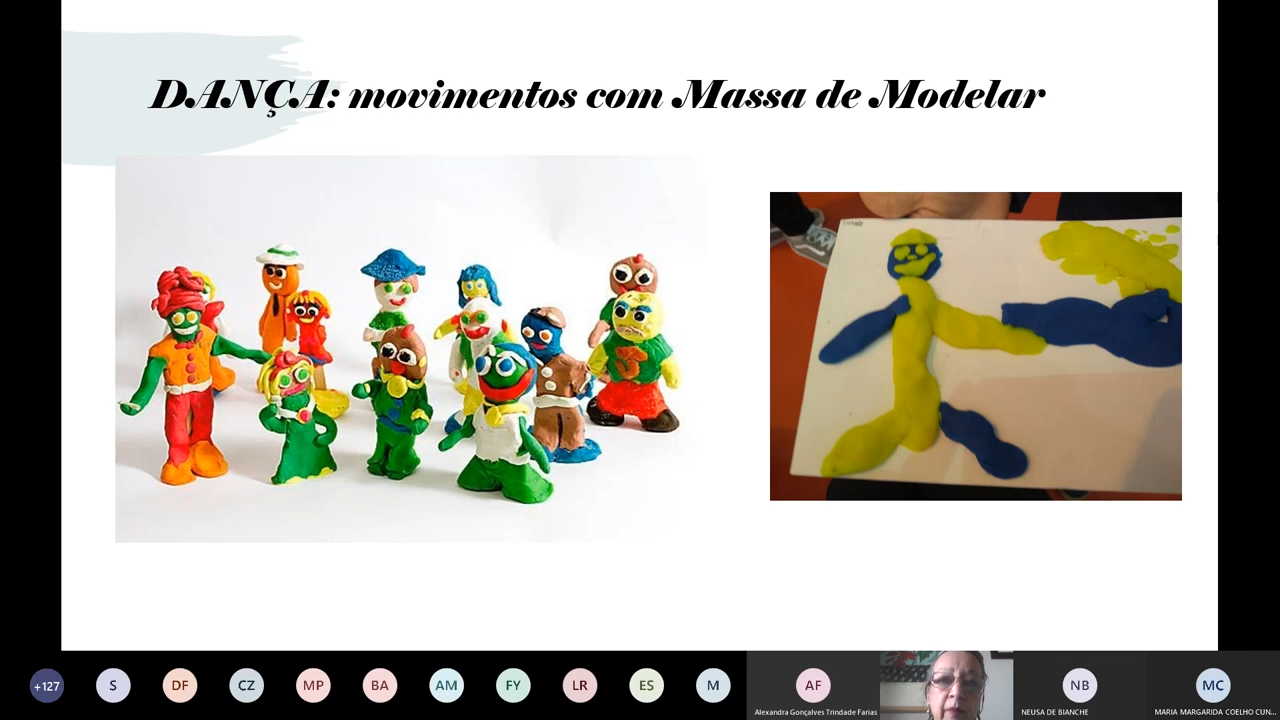 DANÇA: movimentos com Massa de Modelar
+127
S
DF
CZ
MP
BA
AM
FY
LR
ES
M
AF
NB
MC
Alexandra Gonçalves Trindade Farias
NEUSA DE BIANCHE
MARIA MARGARIDA COELHO CUN...